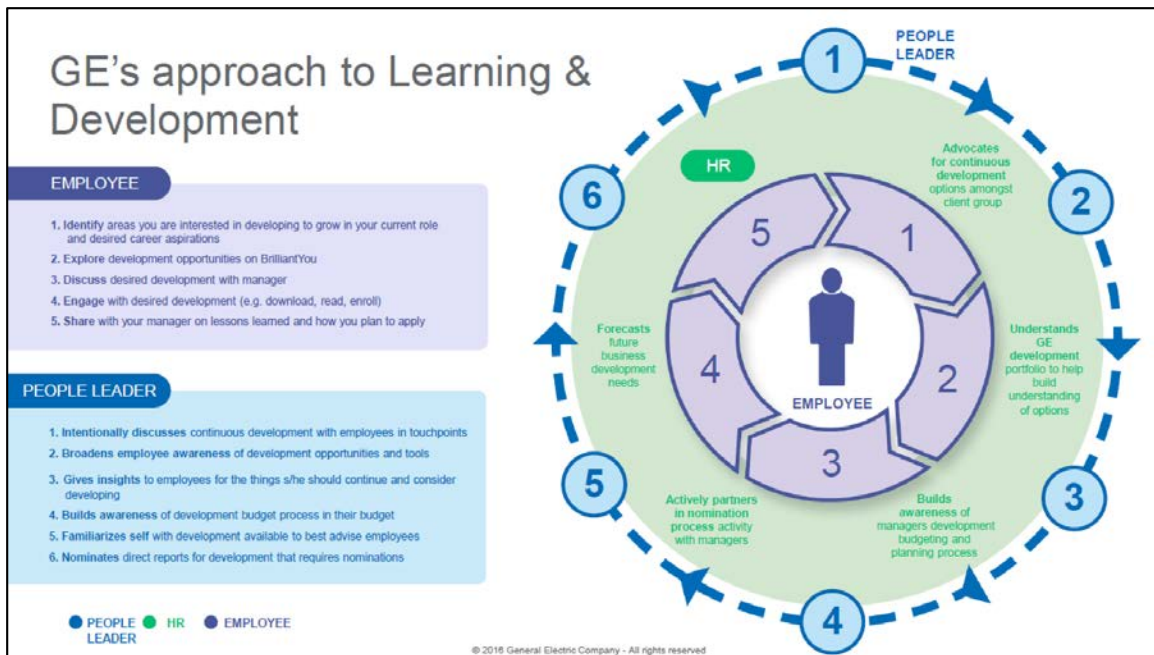 GE's approach to Learning &
Development
EMPLOYEE
1. Identify areas you are interested in developing to grow in your current role
and desired career aspirations
2. Explore development opportunities on BrilliantYou
3. Discuss desired development with manager
4. Engage with desired development (e.g. download, read, enroll)
5. Share with your manager on lessons learned and how you plan to apply
PEOPLE LEADER
1. Intentionally discusses continuous development with employees in touchpoints
2. Broadens employee awareness of development opportunities and tools
3. Gives insights to employees for the things s/he should continue and consider
developing
4. Builds awareness of development budget process in their budget
5. Familiarizes self with development available to best advise employees
6. Nominates direct reports for development that requires nominations
PEOPLE
LEADER
HR
EMPLOYEE
PEOPLE
LEADER
1
2
3
4
5
6
HR
Advocates
for continuous
development
options amongst
client group
Understands
GE
development
portfolio to help
build
understanding
of options
Builds
awareness of
managers development
budgeting and
planning process
Actively partners
in nomination
process activity
with managers
Forecasts
future
business
development
needs
1
2
3
4
5
EMPLOYEE
© 2016 General Electric Company - All rights reserved